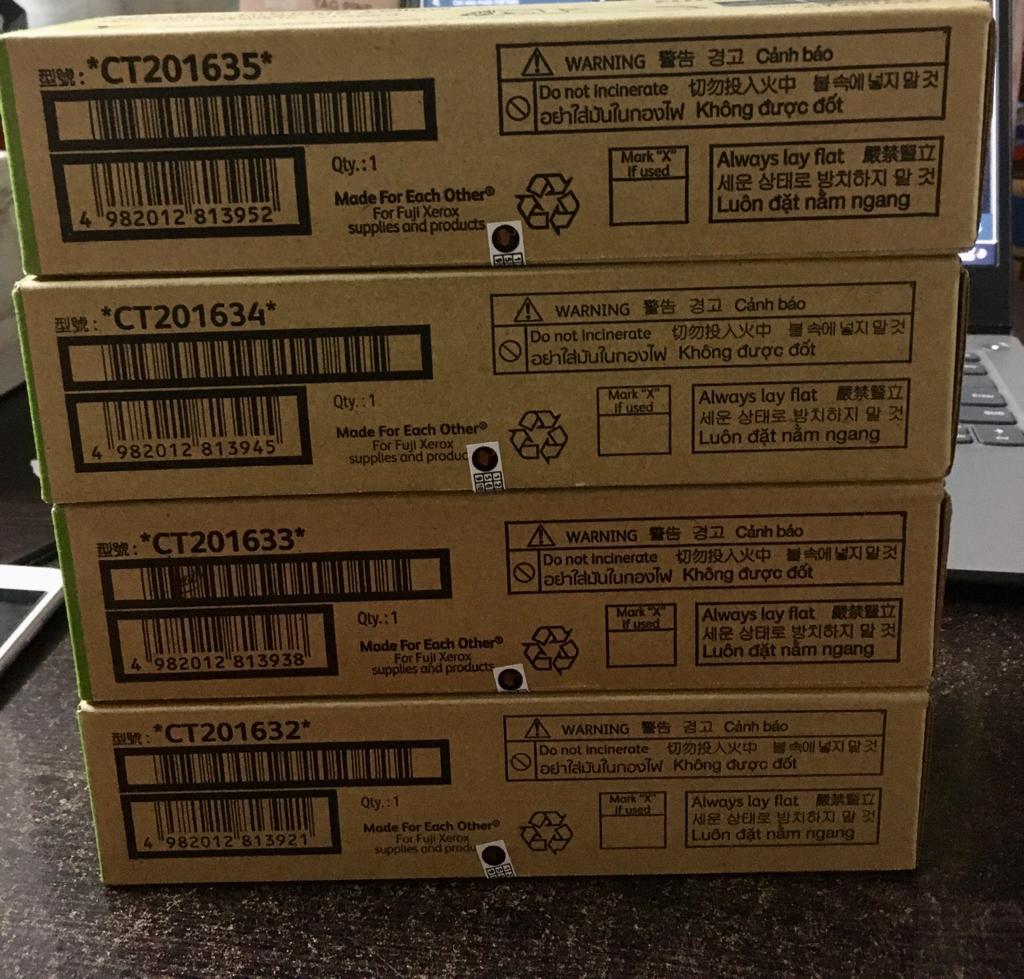 型號: *CT201635*
4 982012 813952
Qty.: 1
Made For Each Other®
For Fuji Xerox
supplies and products
WARNING 警告 경고 Cảnh báo
Do not incinerate 切勿投入火中 불 속에 넣지 말 것
อย่าใส่มันในกองไฟ Không được đốt
Mark "X"
If used
Always lay flat 嚴禁豎立
세운 상태로 방치하지 말 것
Luôn đặt nằm ngang
型號: *CT201634*
4 982012 813945
Qty.: 1
Made For Each Other®
For Fuji Xerox
supplies and produc
WARNING 警告 경고 Cảnh báo
Do not incinerate 切勿投入火中 불 속에 넣지 말 것
อย่าใส่มันในกองไฟ Không được đốt
Mark "X"
If used
Always lay flat 嚴禁豎立
세운 상태로 방치하지 말 것
Luôn đặt nằm ngang
型號: *CT201633*
4 982012 813938
Qty.: 1
Made For Each Other®
For Fuji Xerox
supplies and products
WARNING 警告 경고 Cảnh báo
Do not incinerate 切勿投入火中 불 속에 넣지 말 것
อย่าใส่มันในกองไฟ Không được đốt
Mark "X"
If used
Always lay flat 嚴禁豎立
세운 상태로 방치하지 말 것
Luôn đặt nằm ngang
型號: *CT201632*
4 982012 813921
Qty.: 1
Made For Each Other®
For Fuji Xerox
supplies and produ
WARNING 警告 경고 Cảnh báo
Do not incinerate 切勿投入火中 불 속에 넣지 말 것
อย่าใส่มันในกองไฟ Không được đốt
Mark "X"
If used
Always lay flat 嚴禁豎立
세운 상태로 방치하지 말 것
Luôn đặt nằm ngang